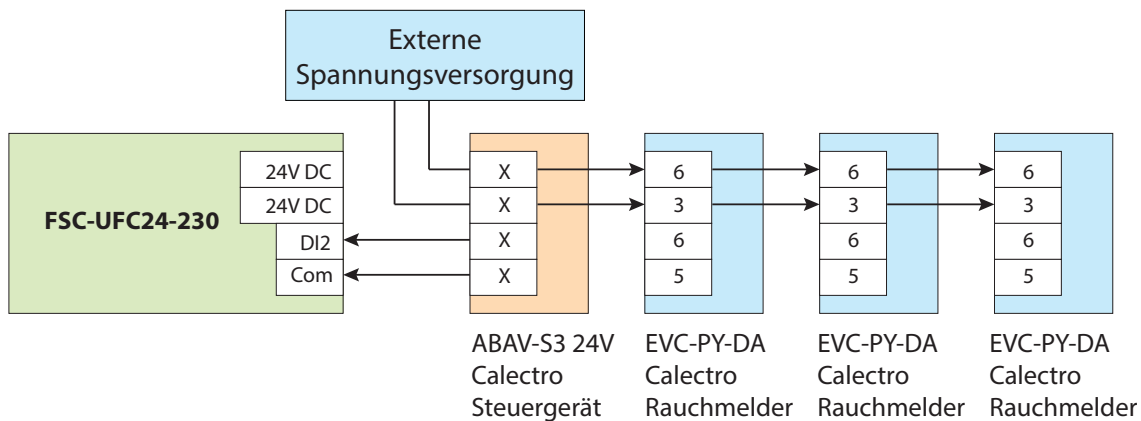 Externe
Spannungsversorgung
FSC-UFC24-230
24V DC
24V DC
DI2
Com
X
X
X
X
6
3
6
5
6
3
6
5
6
3
6
5
ABAV-S3 24V
Calectro
Steuergerät
EVC-PY-DA
Calectro
Rauchmelder
EVC-PY-DA
Calectro
Rauchmelder
EVC-PY-DA
Calectro
Rauchmelder